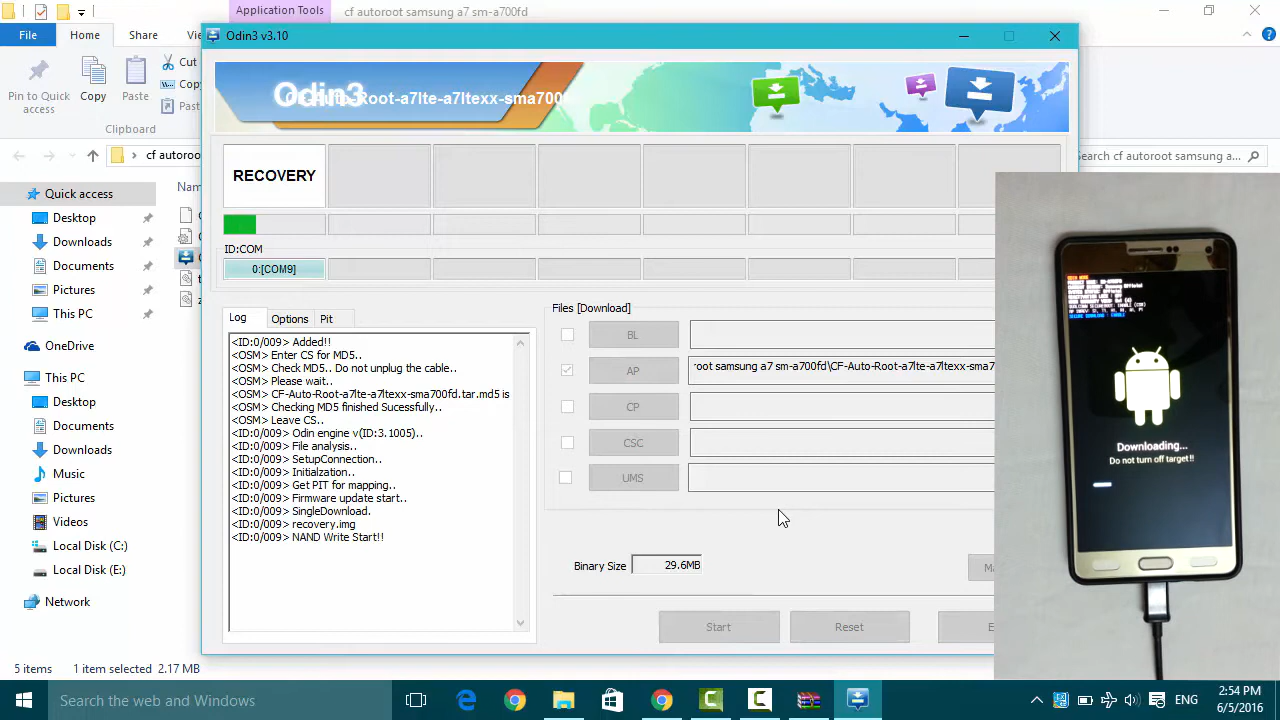 Application Tools
cf autoroot samsung a7 sm-a700fd
File
Home
Share
Pin to Quick
access
Copy
Paste
Cut
Clipboard
Odin3 v3.10
Odin3
CF-Auto-Root-a7lte-a7ltexx-sma700
cf autoroot
Search cf autoroot samsung a...
Quick access
Desktop
Downloads
Documents
Pictures
This PC
OneDrive
This PC
Desktop
Documents
Downloads
Music
Pictures
Videos
Local Disk (C:)
Local Disk (E:)
Network
RECOVERY
ID:COM
0:[COM9]
Log
Options
Pit
<ID:0/009> Added!!
<OSM> Enter CS for MD5..
<OSM> Check MD5.. Do not unplug the cable..
<OSM> Please wait..
<OSM> CF-Auto-Root-a7lte-a7ltexx-sma700fd.tar.md5 is
<OSM> Checking MD5 finished Sucessfully..
<OSM> Leave CS..
<ID:0/009> Odin engine v(ID:3.1005)..
<ID:0/009> File analysis..
<ID:0/009> SetupConnection..
<ID:0/009> Initialzation..
<ID:0/009> Get PIT for mapping..
<ID:0/009> Firmware update start..
<ID:0/009> SingleDownload.
<ID:0/009> recovery.img
<ID:0/009> NAND Write Start!!
Files [Download]
BL
AP
oot samsung a7 sm-a700fd\CF-Auto-Root-a7lte-a7ltexx-sma7
CP
CSC
UMS
Binary Size
29.6MB
Start
Reset
Downloading...
Do not turn off target!!
5 items
1 item selected 2.17 MB
Search the web and Windows
ENG
2:54 PM
6/5/2016